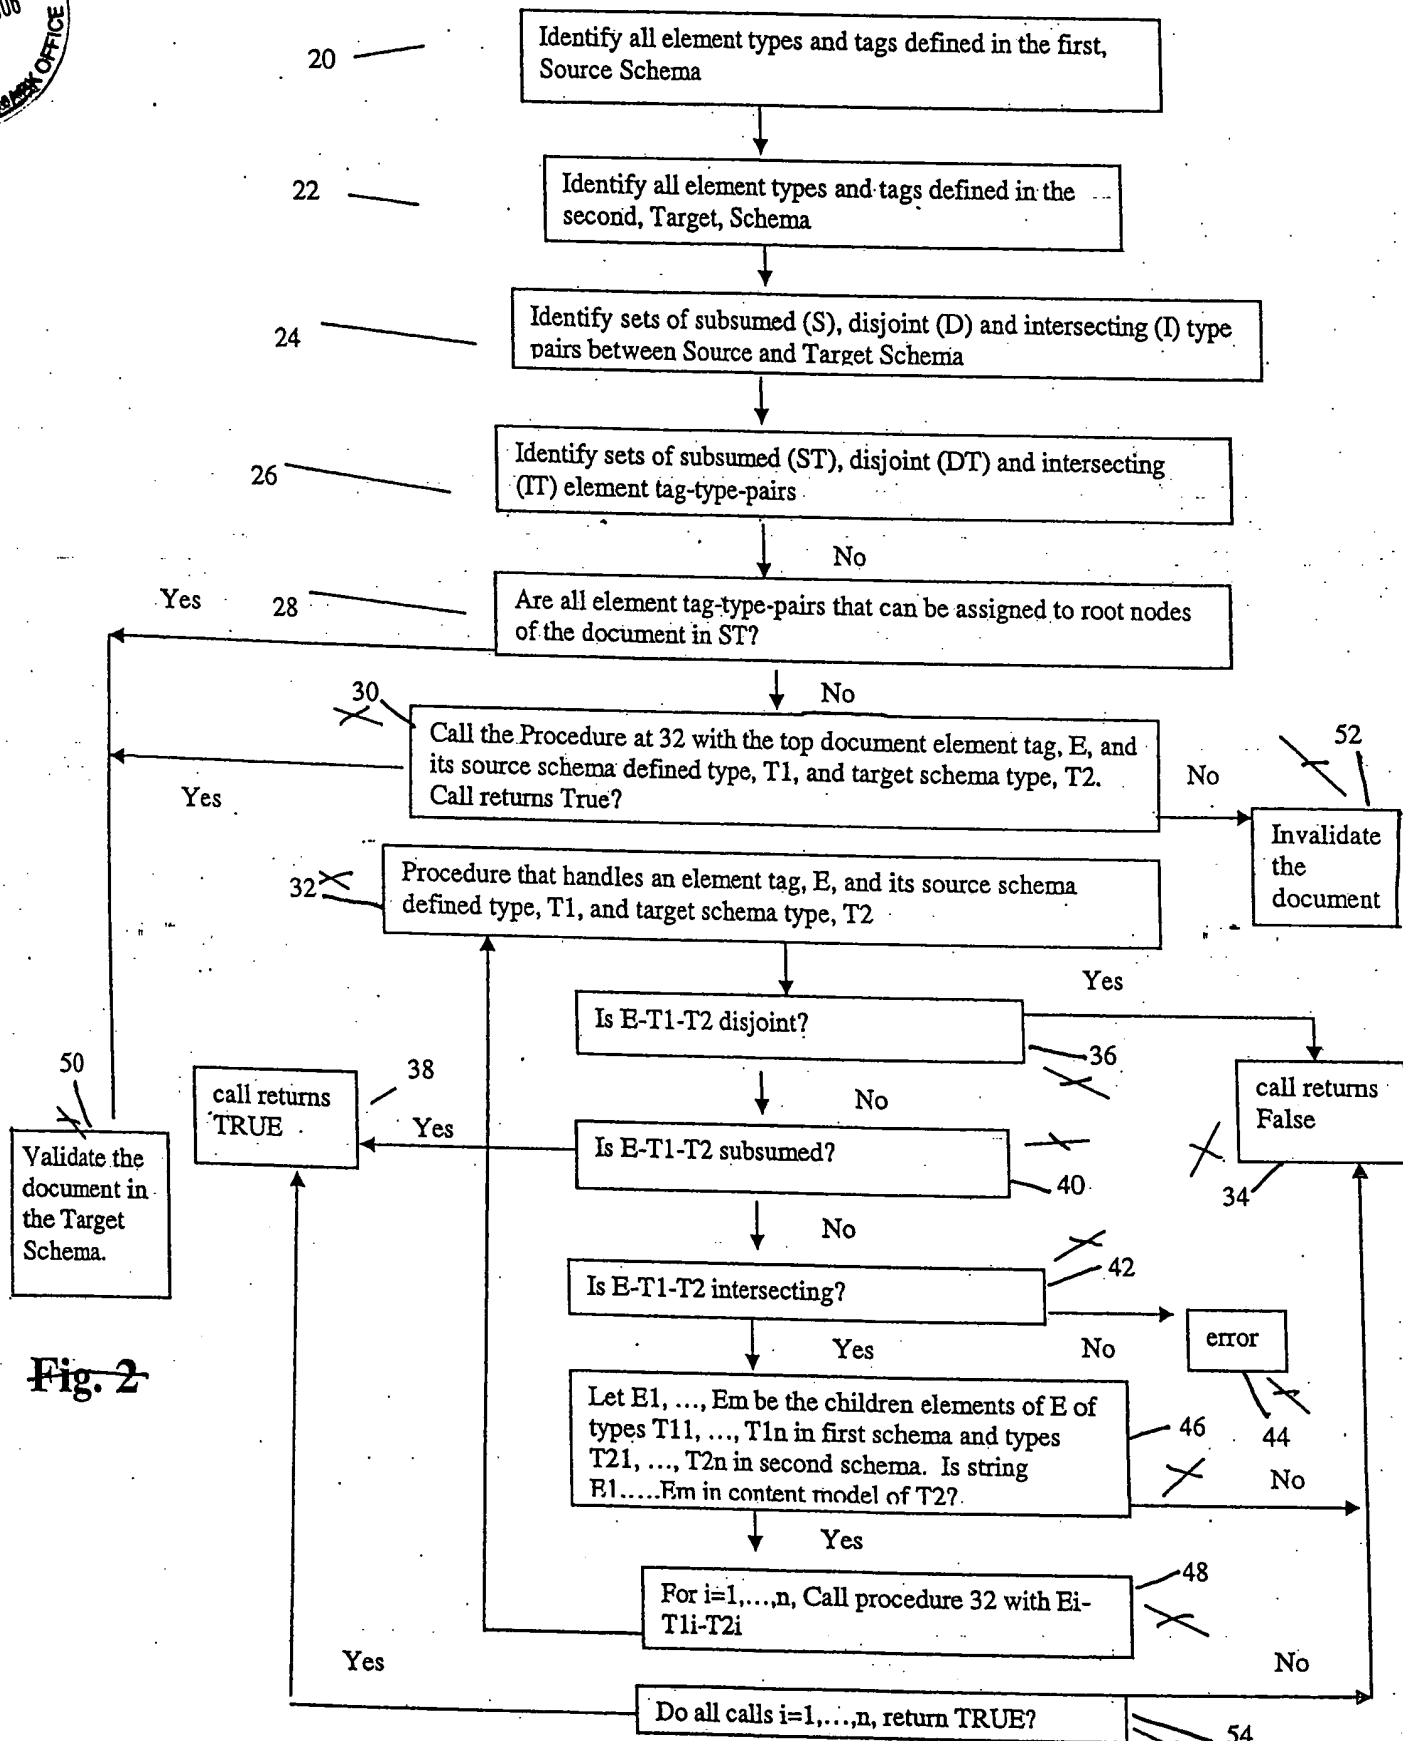 OFFICE
20
Identify all element types and tags defined in the first,
Source Schema
22
Identify all element types and tags defined in the
second, Target, Schema
24
Identify sets of subsumed (S), disjoint (D) and intersecting (I) type
pairs between Source and Target Schema
26
Identify sets of subsumed (ST), disjoint (DT) and intersecting
(IT) element tag-type-pairs
No
Yes
28
Are all element tag-type-pairs that can be assigned to root nodes
of the document in ST?
No
30
Call the Procedure at 32 with the top document element tag, E, and
its source schema defined type, T1, and target schema type, T2.
Call returns True?
Yes
No
52
Invalidate
the
document
32
Procedure that handles an element tag, E, and its source schema
defined type, T1, and target schema type, T2
Yes
Is E-T1-T2 disjoint?
36
No
50
38
call returns
TRUE
Yes
call returns
False
34
Validate the
document in
the Target
Schema.
Is E-T1-T2 subsumed?
40
No
42
Is E-T1-T2 intersecting?
Yes
No
error
44
Fig. 2
Let E1, ..., Em be the children elements of E of
types T11, ..., T1n in first schema and types
T21, ..., T2n in second schema. Is string
E1.....Em in content model of T2?
46
No
Yes
48
For i=1,...,n, Call procedure 32 with Ei-
T1i-T2i
Yes
No
Do all calls i=1,...,n, return TRUE?
54